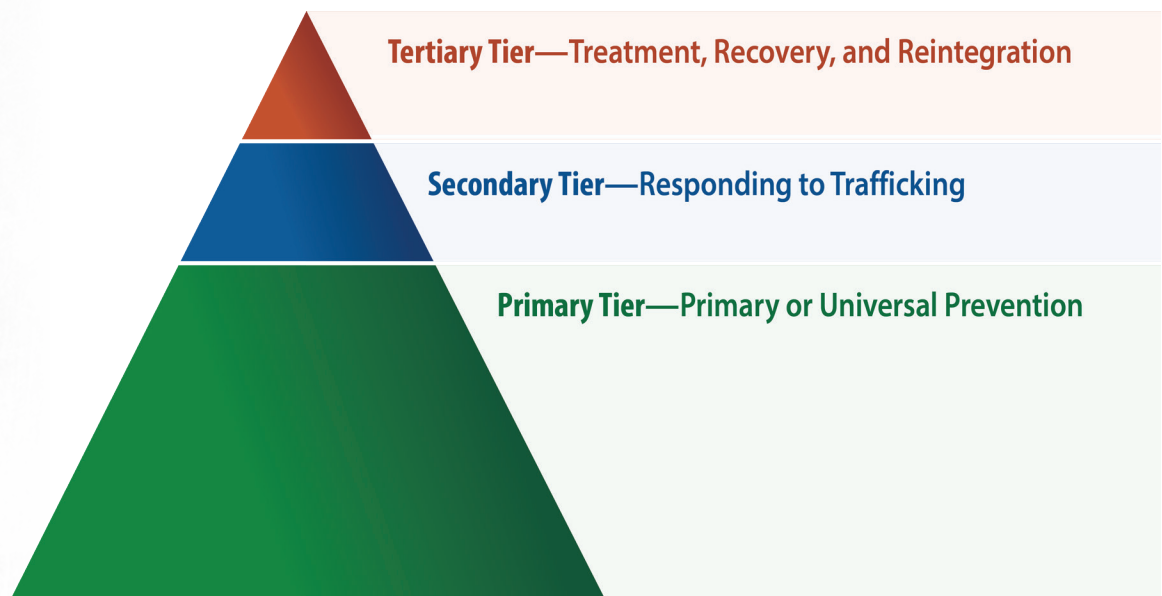 Tertiary Tier—Treatment, Recovery, and Reintegration
Secondary Tier—Responding to Trafficking
Primary Tier—Primary or Universal Prevention